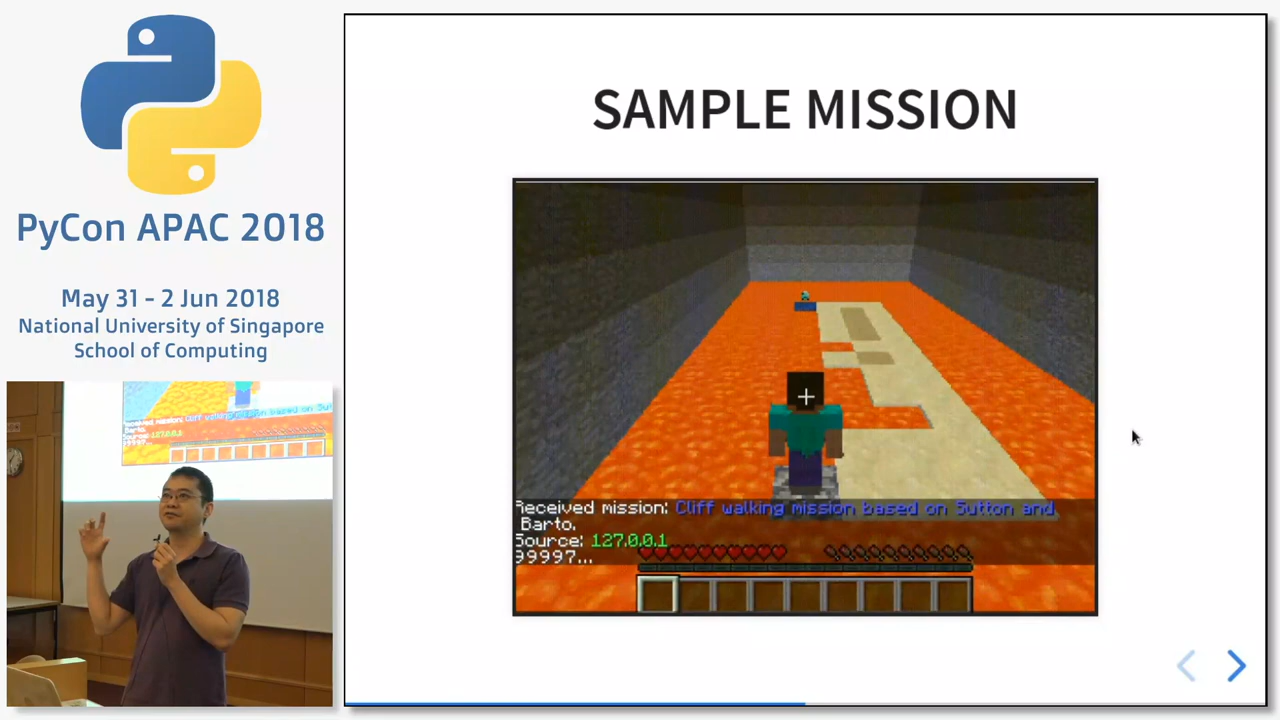 PyCon APAC 2018
May 31 - 2 Jun 2018
National University of Singapore
School of Computing
SAMPLE MISSION
Received mission: Cliff walking mission based on Sutton and
Barto.
Source: 127.0.0.1
99997...